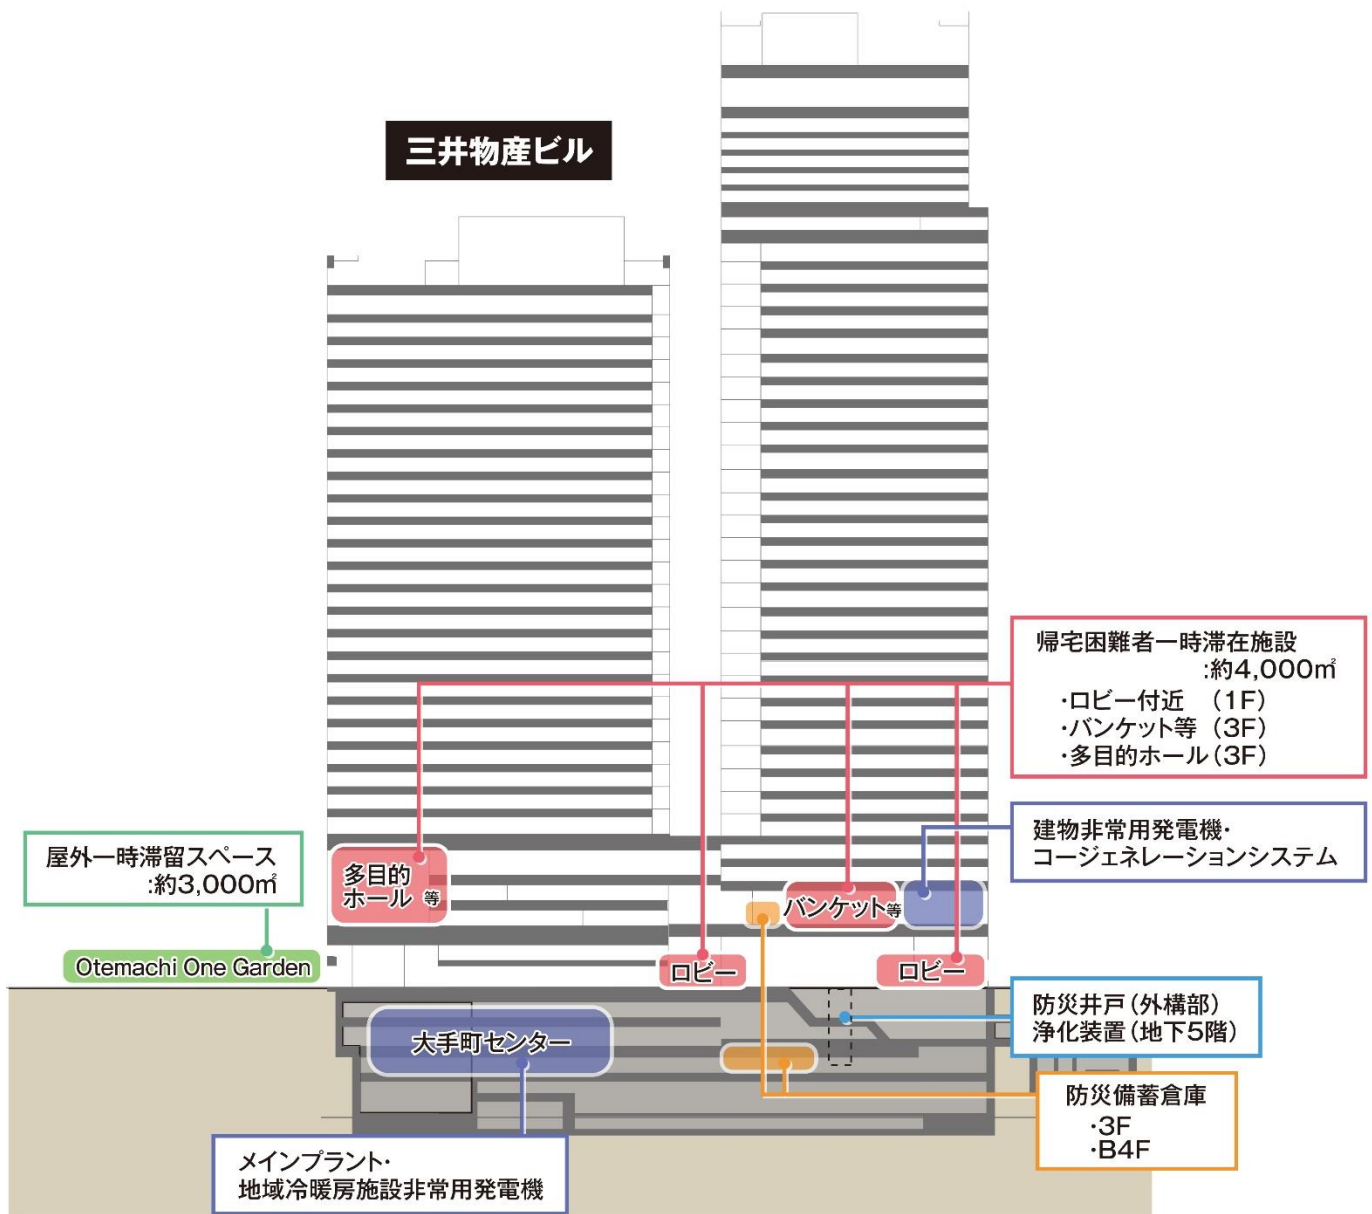 三井物産ビル
帰宅困難者一時滞在施設
:約4,000㎡
・ロビー付近 (1F)
・バンケット等 (3F)
・多目的ホール(3F)
建物非常用発電機・
コージェネレーションシステム
屋外一時滞留スペース
:約3,000㎡
多目的
ホール 等
バンケット等
Otemachi One Garden
ロビー
ロビー
防災井戸(外構部)
浄化装置(地下5階)
大手町センター
防災備蓄倉庫
・3F
・B4F
メインプラント・
地域冷暖房施設非常用発電機